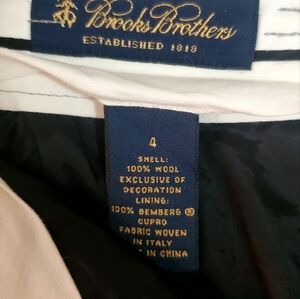 Brooks Brothers
ESTABLISHED 1818
4
SHELL:
100% WOOL
EXCLUSIVE OF
DECORATION
LINING:
100% BEMBERG
CUPRO
FABRIC WOVEN
IN ITALY
IN CHINA